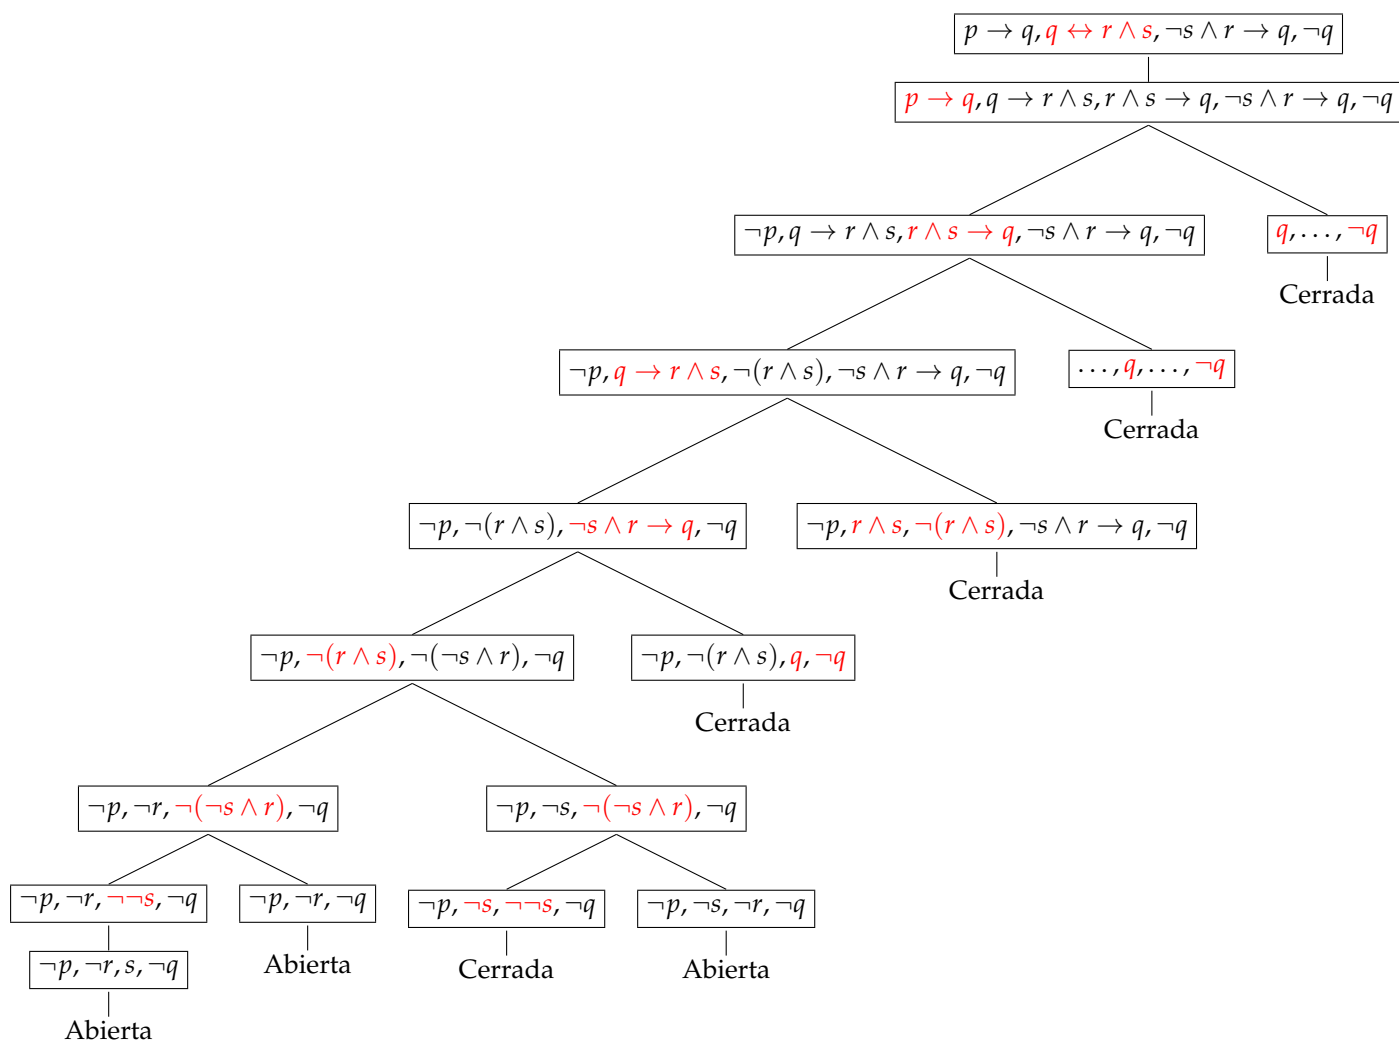 p → q, q ↔ r ∧ s, ¬s ∧ r → q, ¬q
p → q, q → r ∧ s, r ∧ s → q, ¬s ∧ r → q, ¬q
¬p, q → r ∧ s, r ∧ s → q, ¬s ∧ r → q, ¬q
q, . . . , ¬q
Cerrada
¬p, q → r ∧ s, ¬(r ∧ s), ¬s ∧ r → q, ¬q
. . . , q, . . . , ¬q
Cerrada
¬p, ¬(r ∧ s), ¬s ∧ r → q, ¬q
¬p, r ∧ s, ¬(r ∧ s), ¬s ∧ r → q, ¬q
Cerrada
¬p, ¬(r ∧ s), ¬(¬s ∧ r), ¬q
¬p, ¬(r ∧ s), q, ¬q
Cerrada
¬p, ¬r, ¬(¬s ∧ r), ¬q
¬p, ¬s, ¬(¬s ∧ r), ¬q
¬p, ¬r, ¬¬s, ¬q
¬p, ¬r, ¬q
¬p, ¬s, ¬¬s, ¬q
¬p, ¬s, ¬r, ¬q
¬p, ¬r, s, ¬q
Abierta
Cerrada
Abierta
Abierta